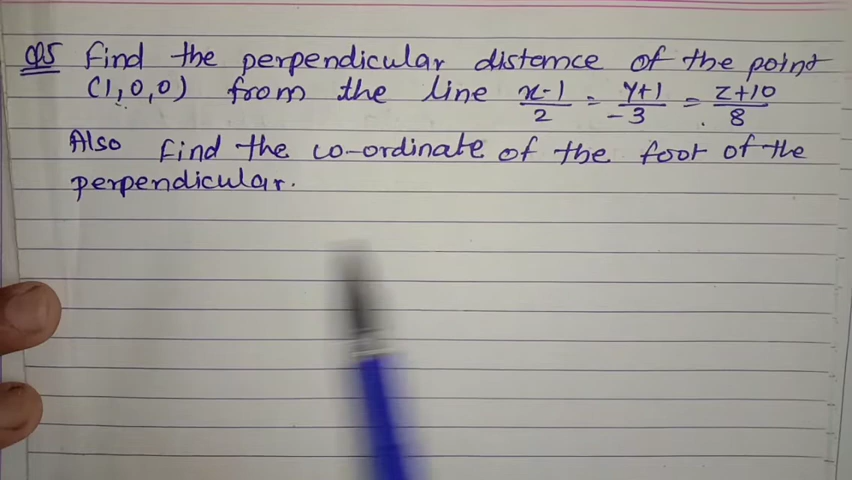 Q5 Find the perpendicular distamce of the point
(1,0,0) from the line x-1/2 = y+1/-3 = z+10/8
Also find the co-ordinate of the foot of the
perpendicular.